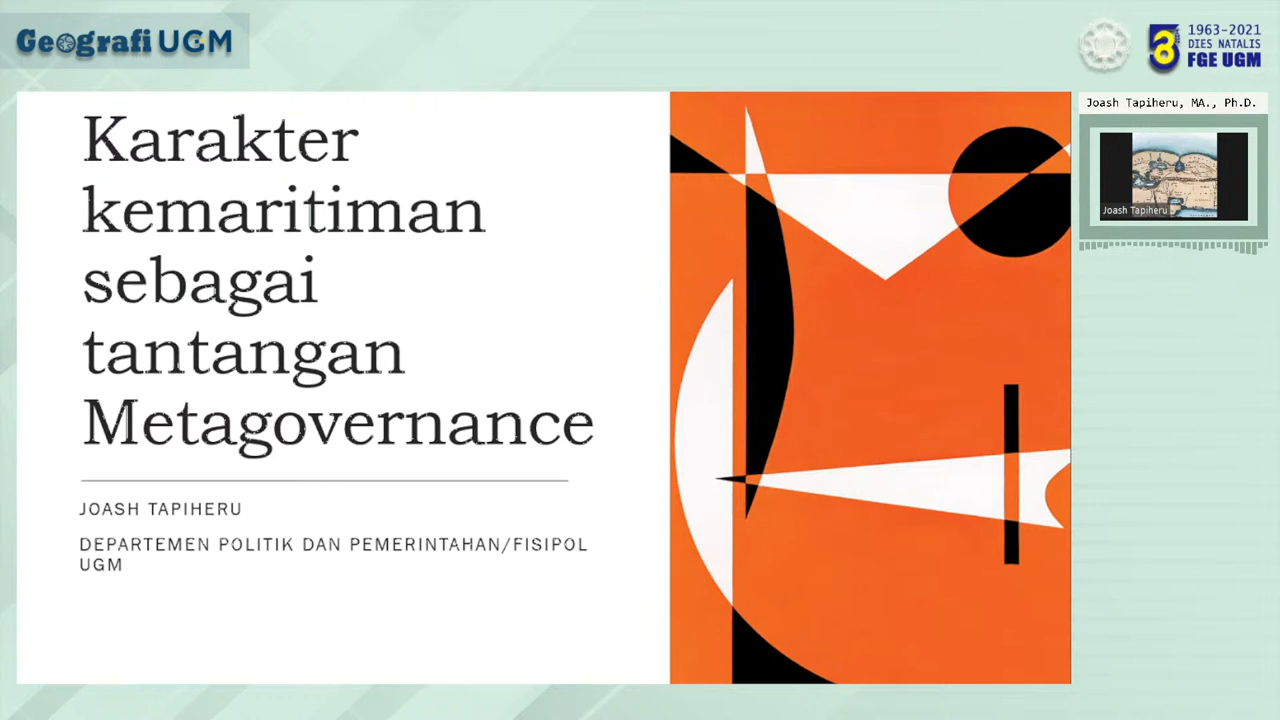 Geografi UGM
1963-2021
DIES NATALIS
FGE UGM
Joash Tapiheru, MA., Ph.D.
Joash Tapiheru
Karakter
kemaritiman
sebagai
tantangan
Metagovernance
JOASH TAPIHERU
DEPARTEMEN POLITIK DAN PEMERINTAHAN/FISIPOL
UGM